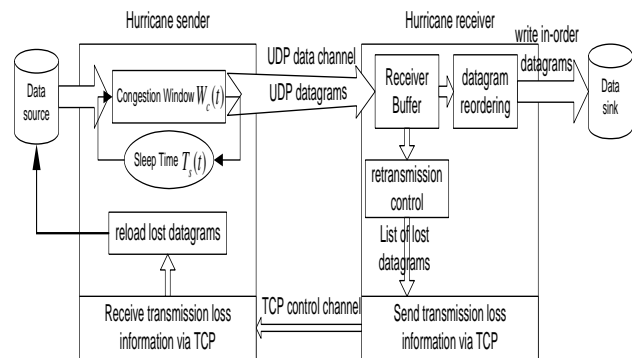 Hurricane sender
Hurricane receiver
Data
source
Congestion Window W_c(t)
Sleep Time T_s(t)
reload lost datagrams
Receive transmission loss
information via TCP
UDP data channel
UDP datagrams
TCP control channel
Receiver
Buffer
datagram
reordering
write in-order
datagrams
Data
sink
retransmission
control
List of lost
datagrams
Send transmission loss
information via TCP